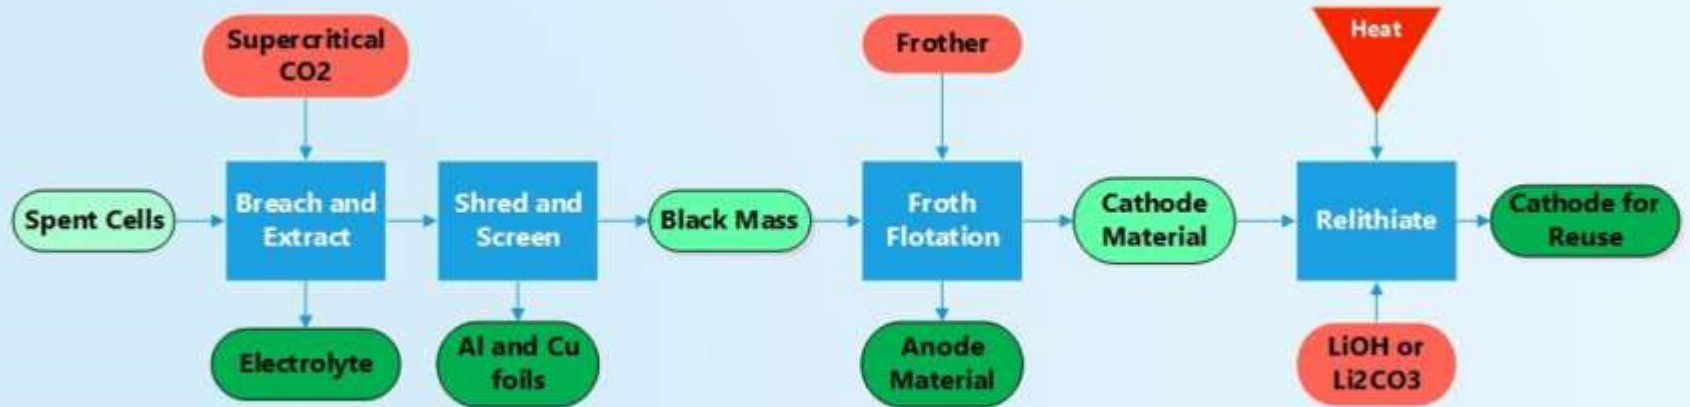 Supercritical
CO2
Frother
Heat
Spent Cells
Breach and
Extract
Shred and
Screen
Black Mass
Froth
Flotation
Cathode
Material
Relithiate
Cathode for
Reuse
Electrolyte
Al and Cu
foils
Anode
Material
LiOH or
Li2CO3